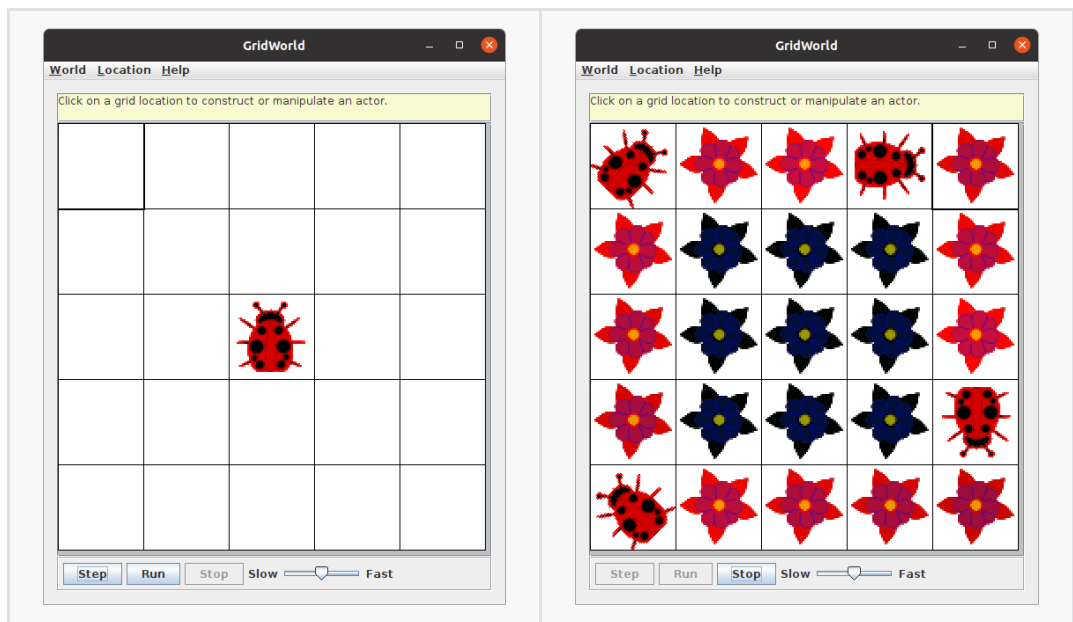 GridWorld
World Location Help
Click on a grid location to construct or manipulate an actor.
Step Run Stop Slow Fast
GridWorld
World Location Help
Click on a grid location to construct or manipulate an actor.
Step Run Stop Slow Fast